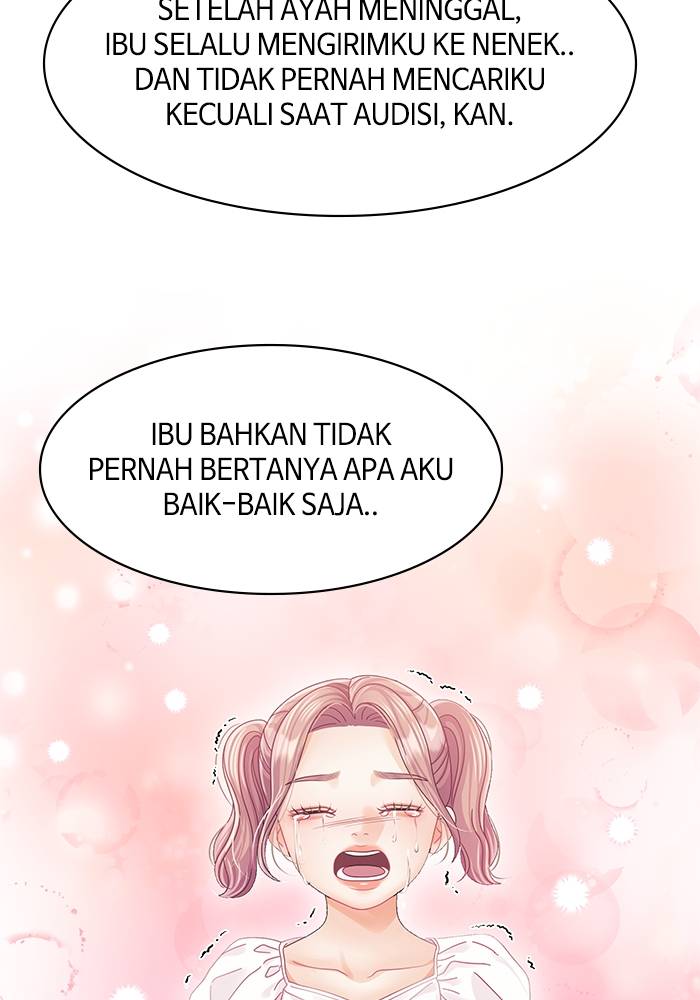 SETELAH AYAH MENINGGAL,
IBU SELALU MENGIRIMKU KE NENEK..
DAN TIDAK PERNAH MENCARIKU
KECUALI SAAT AUDISI, KAN.
IBU BAHKAN TIDAK
PERNAH BERTANYA APA AKU
BAIK-BAIK SAJA..